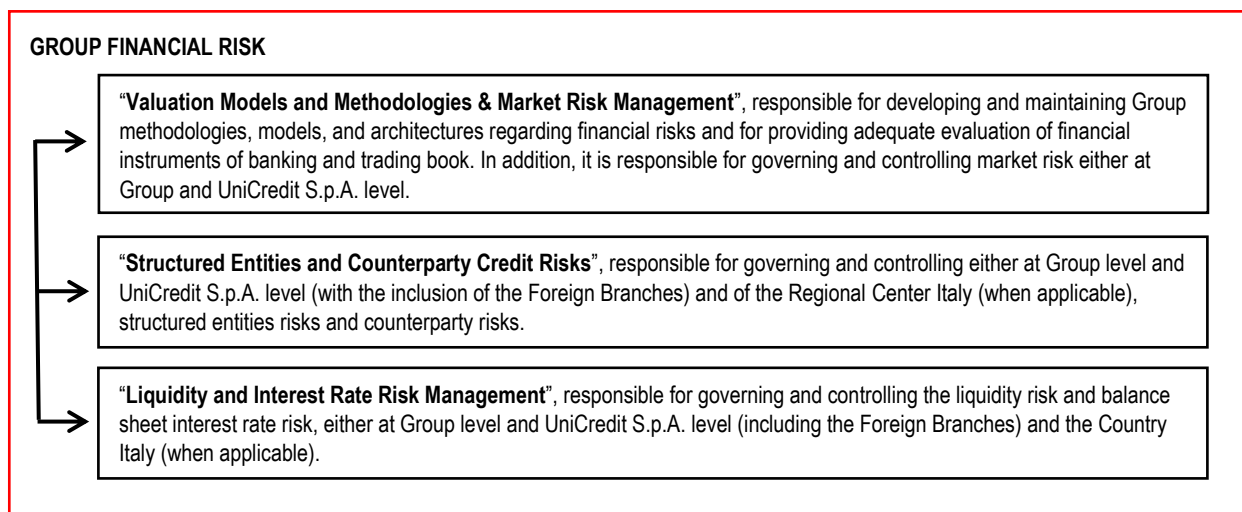 GROUP FINANCIAL RISK
“Valuation Models and Methodologies & Market Risk Management”, responsible for developing and maintaining Group
methodologies, models, and architectures regarding financial risks and for providing adequate evaluation of financial
instruments of banking and trading book. In addition, it is responsible for governing and controlling market risk either at
Group and UniCredit S.p.A. level.
“Structured Entities and Counterparty Credit Risks”, responsible for governing and controlling either at Group level and
UniCredit S.p.A. level (with the inclusion of the Foreign Branches) and of the Regional Center Italy (when applicable),
structured entities risks and counterparty risks.
“Liquidity and Interest Rate Risk Management”, responsible for governing and controlling the liquidity risk and balance
sheet interest rate risk, either at Group level and UniCredit S.p.A. level (including the Foreign Branches) and the Country
Italy (when applicable).